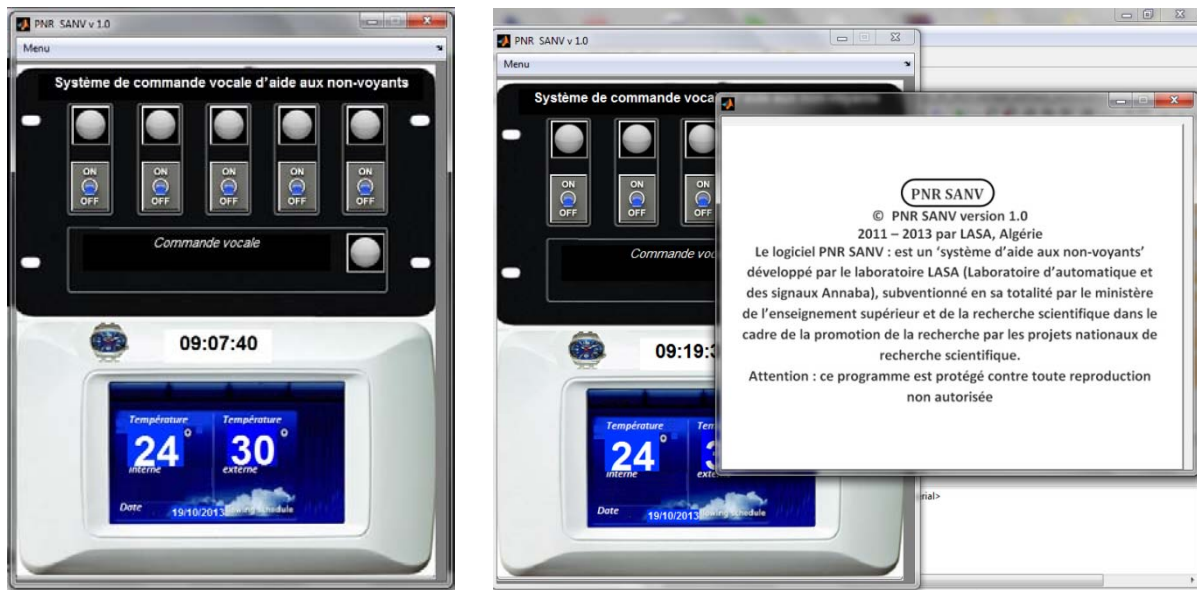 PNR SANV v 1.0
Menu
Système de commande vocale d'aide aux non-voyants
ON ON ON ON ON
OFF OFF OFF OFF OFF
Commande vocale
09:07:40
Température Température
24° 30°
interne externe
Date 19/10/2013 schedule
PNR SANV v 1.0
Menu
Système de commande voca
ON ON ON
OFF OFF OFF
Commande voc
09:19:3
Température Tem
24°
interne exte
Date 19/10/2013 schedule
PNR SANV
© PNR SANV version 1.0
2011 – 2013 par LASA, Algérie
Le logiciel PNR SANV : est un ‘système d’aide aux non-voyants’
développé par le laboratoire LASA (Laboratoire d’automatique et
des signaux Annaba), subventionné en sa totalité par le ministère
de l’enseignement supérieur et de la recherche scientifique dans le
cadre de la promotion de la recherche par les projets nationaux de
recherche scientifique.
Attention : ce programme est protégé contre toute reproduction
non autorisée
rial>